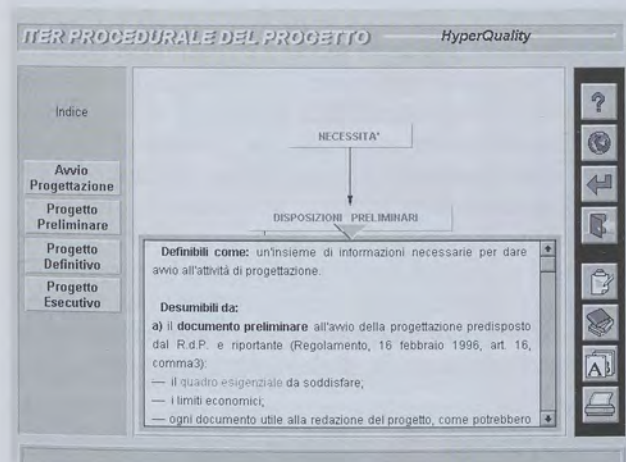 ITER PROCEDURALE DEL PROGETTO
HyperQuality
Indice
Avvio
Progettazione
Progetto
Preliminare
Progetto
Definitivo
Progetto
Esecutivo
NECESSITA'
DISPOSIZIONI PRELIMINARI
Definibili come: un'insieme di informazioni necessarie per dare
avvio all'attività di progettazione.
Desumibili da:
a) il documento preliminare all'avvio della progettazione predisposto
dal R.d.P. e riportante (Regolamento, 16 febbraio 1996, art. 16,
comma3):
— il quadro esigenziale da soddisfare;
— i limiti economici;
— ogni documento utile alla redazione del progetto, come potrebbero
?
A